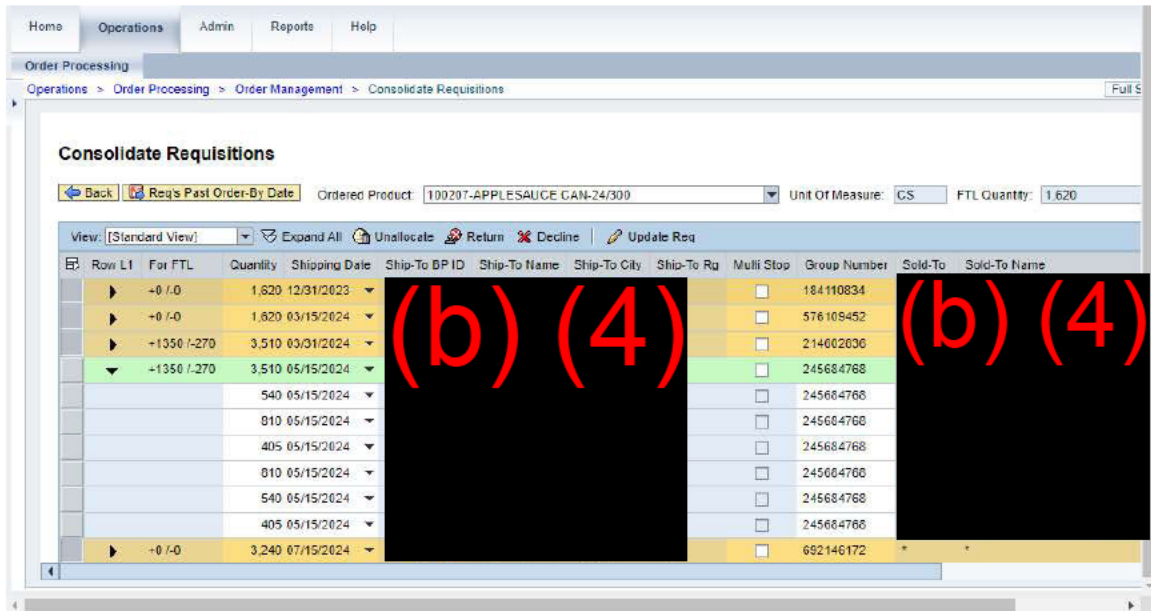 Home Operations Admin Reports Help
Order Processing
Operations > Order Processing > Order Management > Consolidate Requisitions Full S
Consolidate Requisitions
Back Req's Past Order-By Date Ordered Product: 100207-APPLESAUCE CAN-24/300 Unit Of Measure: CS FTL Quantity: 1,620
View: [Standard View] Expand All Unallocate Return Decline Update Req
Row L1 For FTL Quantity Shipping Date Ship-To BP ID Ship-To Name Ship-To City Ship-To Rg Multi Stop Group Number Sold-To Sold-To Name
+0 /-0 1,620 12/31/2023 184110834
+0 /-0 1,620 03/15/2024 576109452
+1350 /-270 3,510 03/31/2024 214602836
+1350 /-270 3,510 05/15/2024 245684768
(b) (4) (b) (4)
540 05/15/2024 245684768
810 05/15/2024 245684768
405 05/15/2024 245684768
810 05/15/2024 245684768
540 05/15/2024 245684768
405 05/15/2024 245684768
+0 /-0 3,240 07/15/2024 692146172 * *